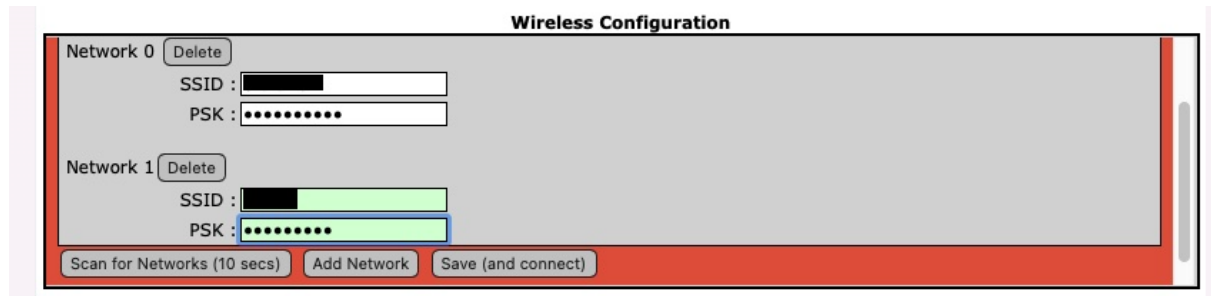 Wireless Configuration
Network 0 Delete
SSID :
PSK : ••••••••••
Network 1 Delete
SSID :
PSK : •••••••••
Scan for Networks (10 secs) Add Network Save (and connect)